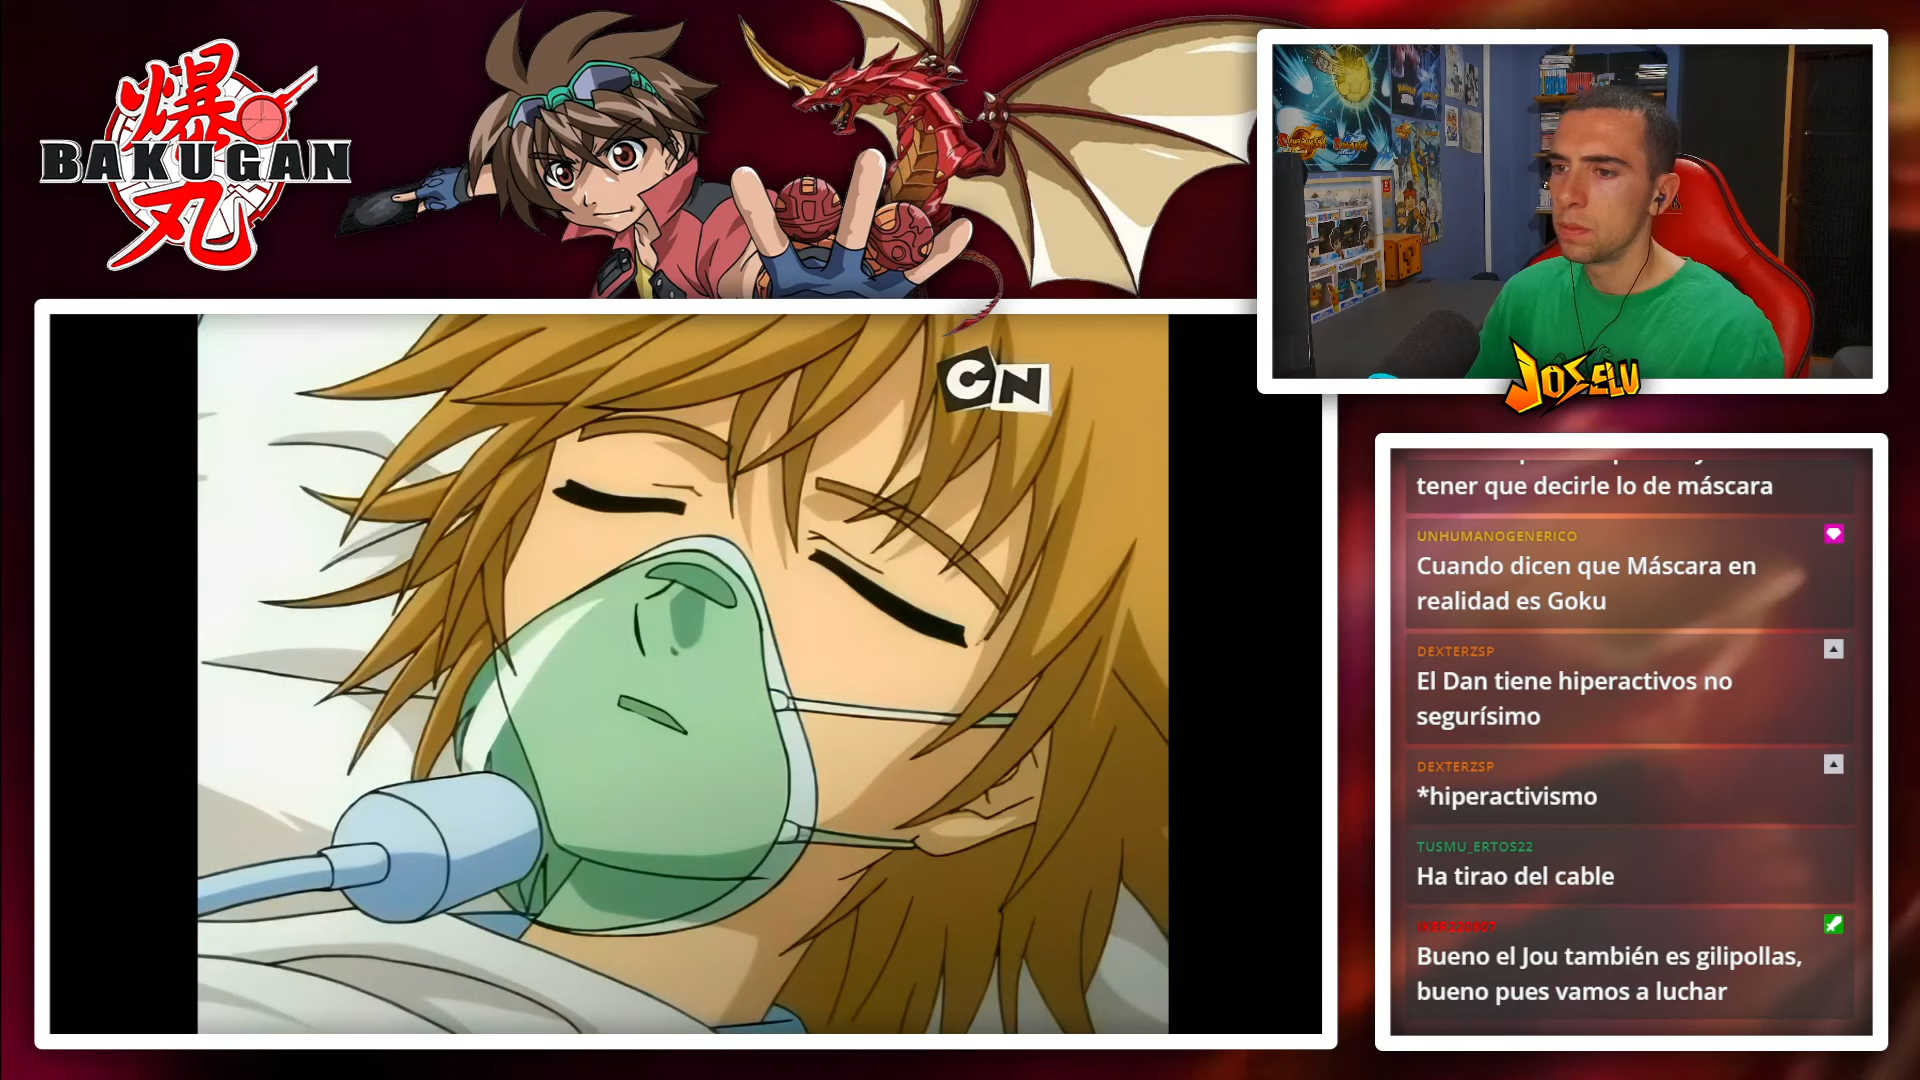 爆
BAKUGAN
丸
CN
JOSELU
tener que decirle lo de máscara
UNHUMANOGENERICO
Cuando dicen que Máscara en
realidad es Goku
DEXTERZSP
El Dan tiene hiperactivos no
segurísimo
DEXTERZSP
*hiperactivismo
TUSMU_ERTOS22
Ha tirao del cable
Bueno el Jou también es gilipollas,
bueno pues vamos a luchar